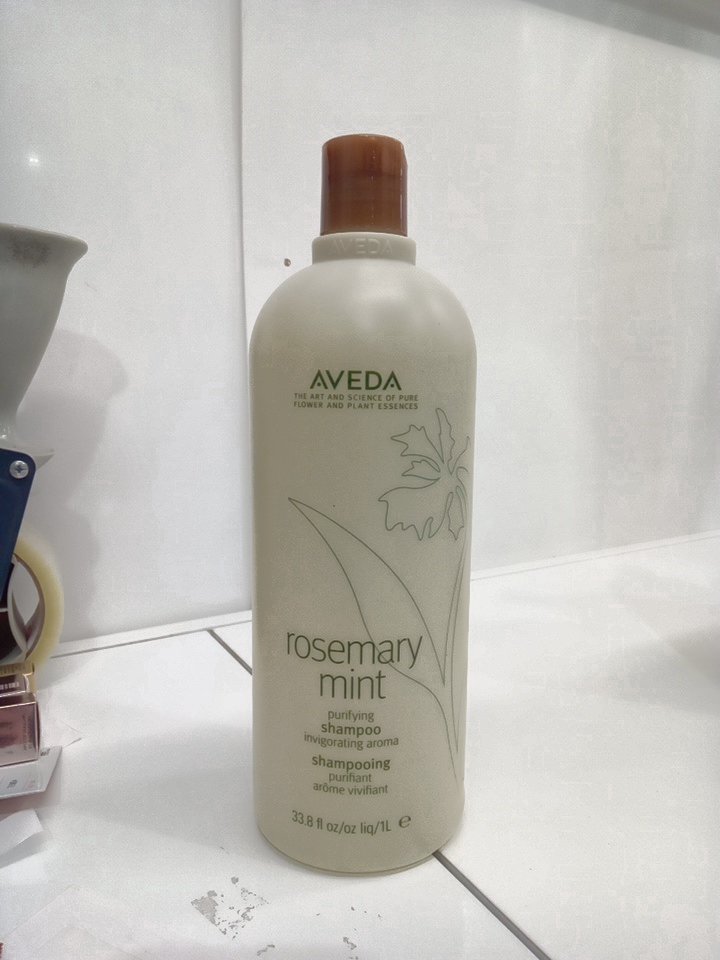 AVEDA
AVEDA
THE ART AND SCIENCE OF PURE
FLOWER AND PLANT ESSENCES
rosemary
mint
purifying
shampoo
invigorating aroma
shampooing
purifiant
arôme vivifiant
33.8 fl oz/oz liq/1L ℮